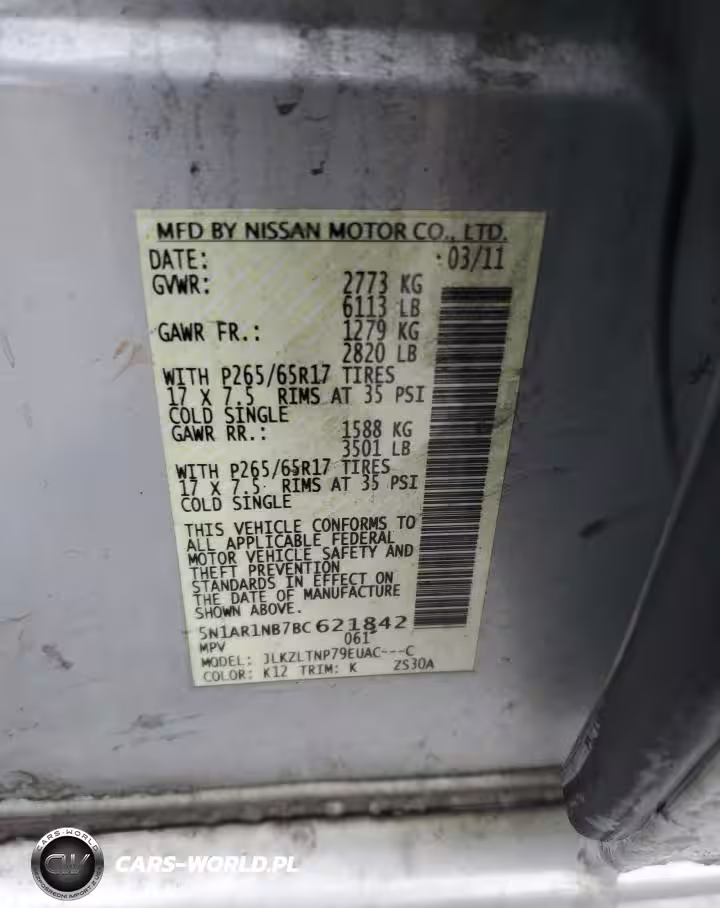 MFD BY NISSAN MOTOR CO., LTD.
DATE: 03/11
GVWR: 2773 KG
6113 LB
GAWR FR.: 1279 KG
2820 LB
WITH P265/65R17 TIRES
17 X 7.5 RIMS AT 35 PSI
COLD SINGLE
GAWR RR.: 1588 KG
3501 LB
WITH P265/65R17 TIRES
17 X 7.5 RIMS AT 35 PSI
COLD SINGLE
THIS VEHICLE CONFORMS TO
ALL APPLICABLE FEDERAL
MOTOR VEHICLE SAFETY AND
THEFT PREVENTION
STANDARDS IN EFFECT ON
THE DATE OF MANUFACTURE
SHOWN ABOVE.
5N1AR1NB7BC621842
MPV 061
MODEL: JLKZLTNP79EUAC---C
COLOR: K12 TRIM: K ZS30A
CARS-WORLD
CW
CARS-WORLD.PL